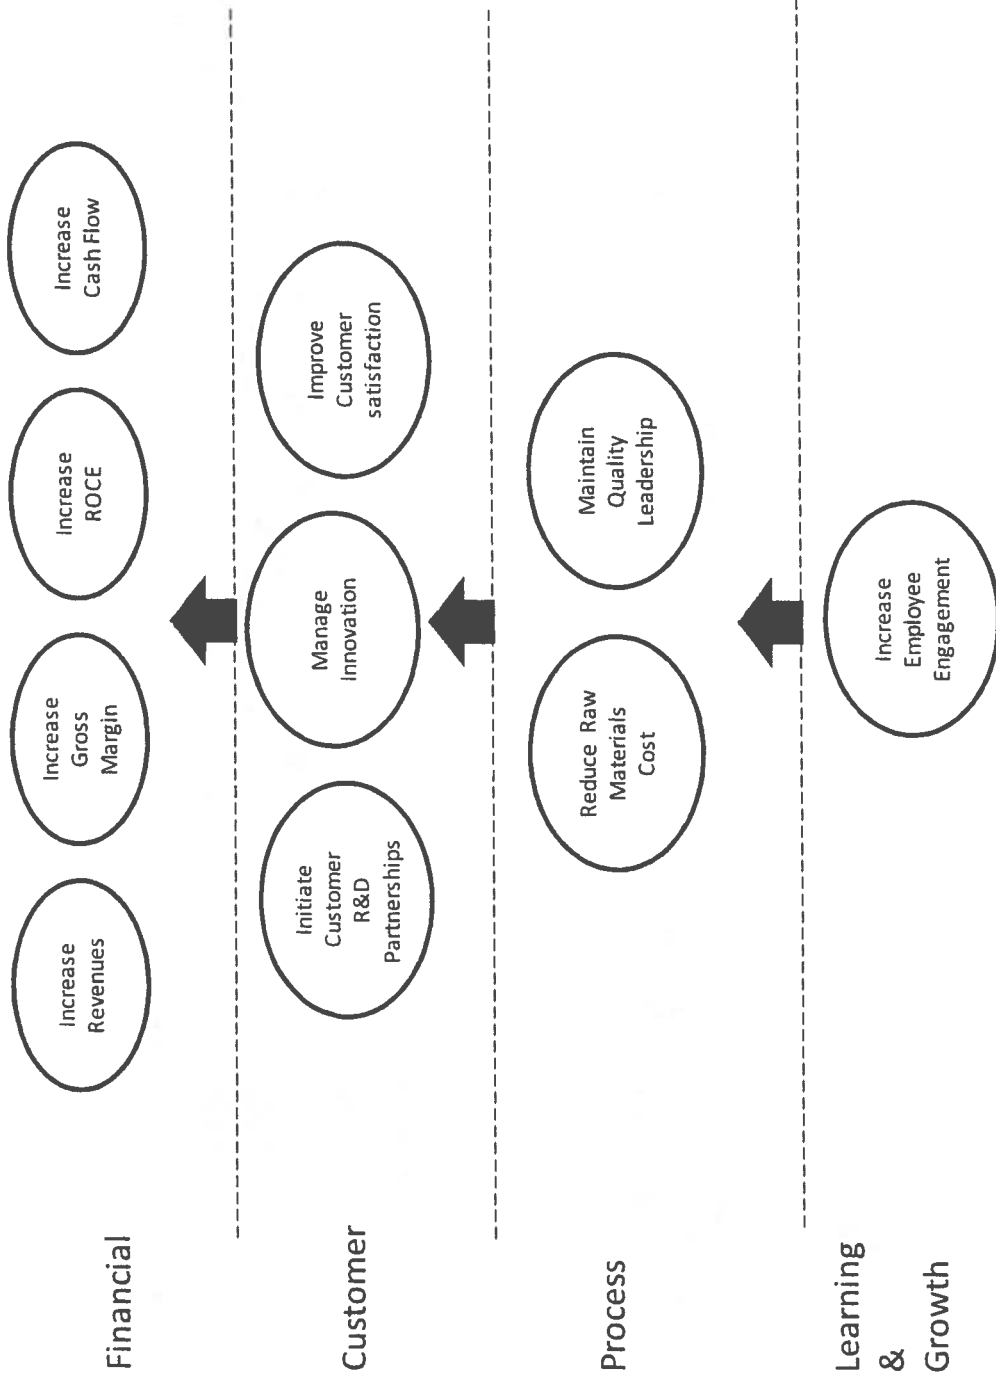 Financial
Increase
Revenues
Increase
Gross
Margin
Increase
ROCE
Increase
Cash Flow
Customer
Initiate
Customer
R&D
Partnerships
Manage
Innovation
Improve
Customer
satisfaction
Process
Reduce Raw
Materials
Cost
Maintain
Quality
Leadership
Learning
&
Growth
Increase
Employee
Engagement